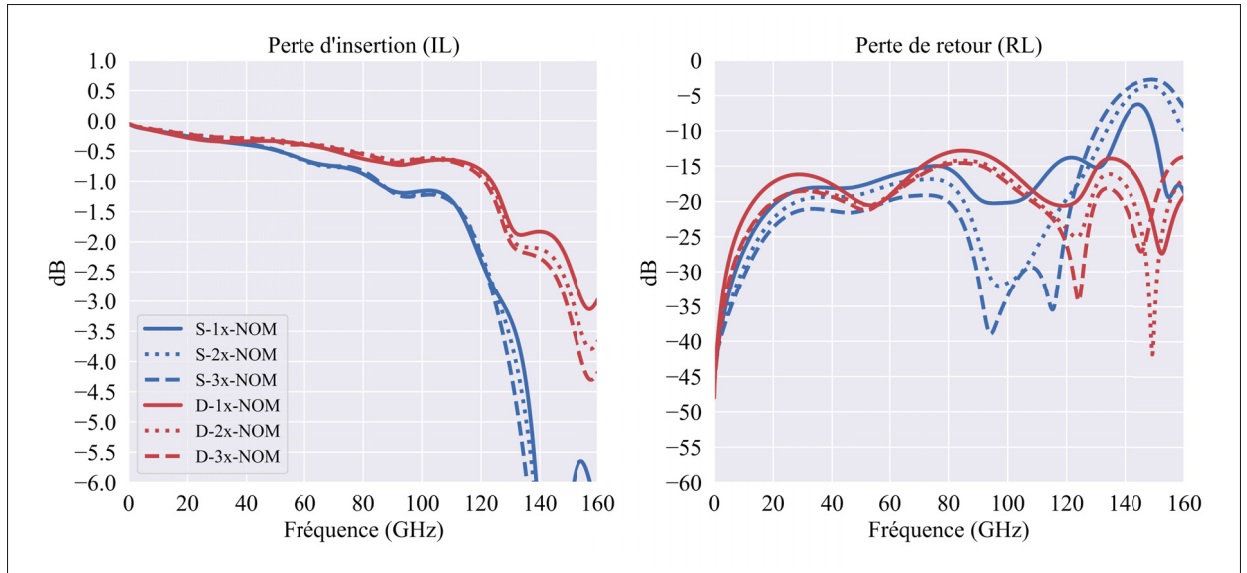 Perte d'insertion (IL)
1.0
0.5
0.0
−0.5
−1.0
−1.5
−2.0
−2.5
−3.0
−3.5
−4.0
−4.5
−5.0
−5.5
−6.0
dB
S-1x-NOM
S-2x-NOM
S-3x-NOM
D-1x-NOM
D-2x-NOM
D-3x-NOM
0 20 40 60 80 100 120 140 160
Fréquence (GHz)
Perte de retour (RL)
0
−5
−10
−15
−20
−25
−30
−35
−40
−45
−50
−55
−60
dB
0 20 40 60 80 100 120 140 160
Fréquence (GHz)